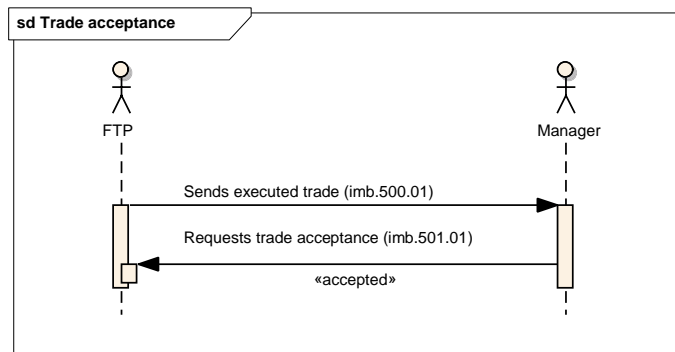 sd Trade acceptance
FTP
Manager
Sends executed trade (imb.500.01)
Requests trade acceptance (imb.501.01)
«accepted»